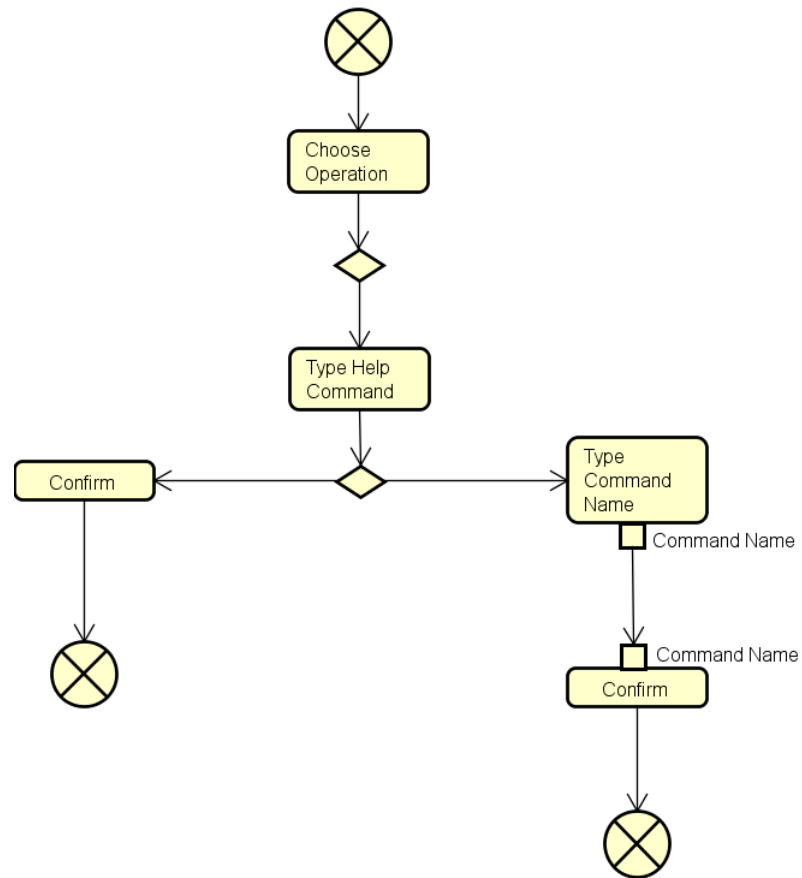 Choose
Operation
Type Help
Command
Confirm
Type
Command
Name
Command Name
Command Name
Confirm